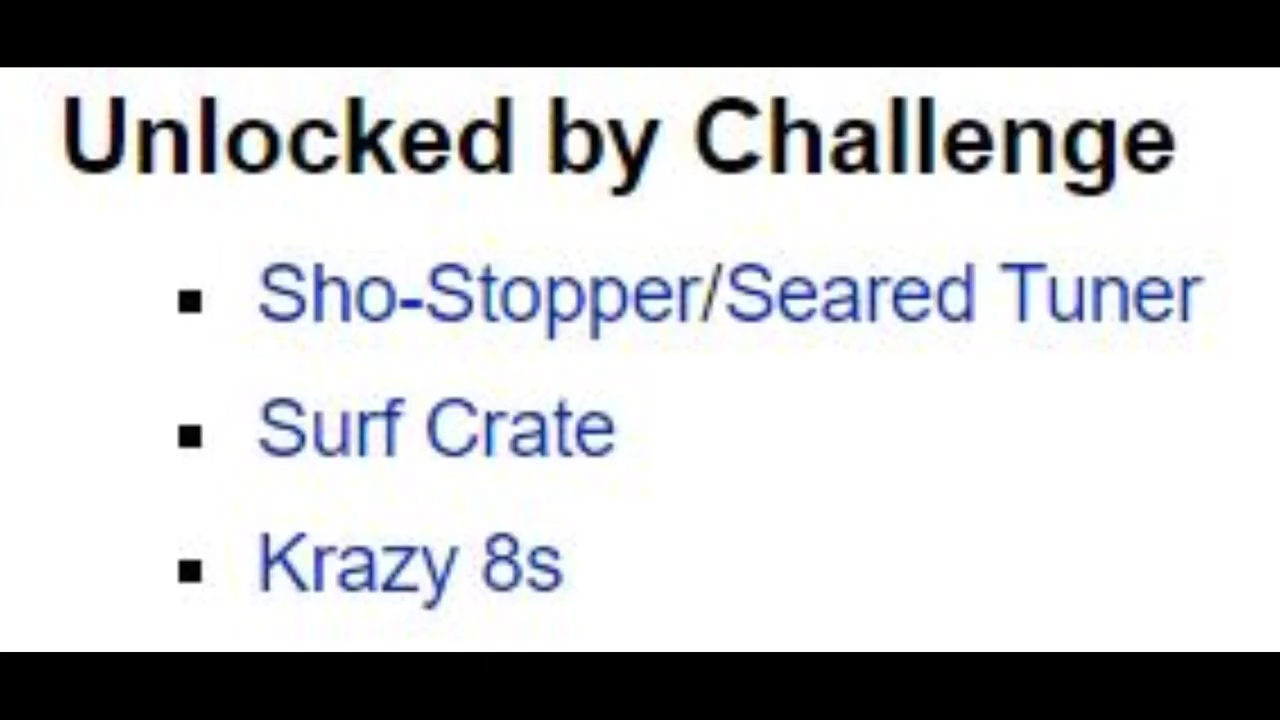 Unlocked by Challenge
Sho-Stopper/Seared Tuner
Surf Crate
Krazy 8s